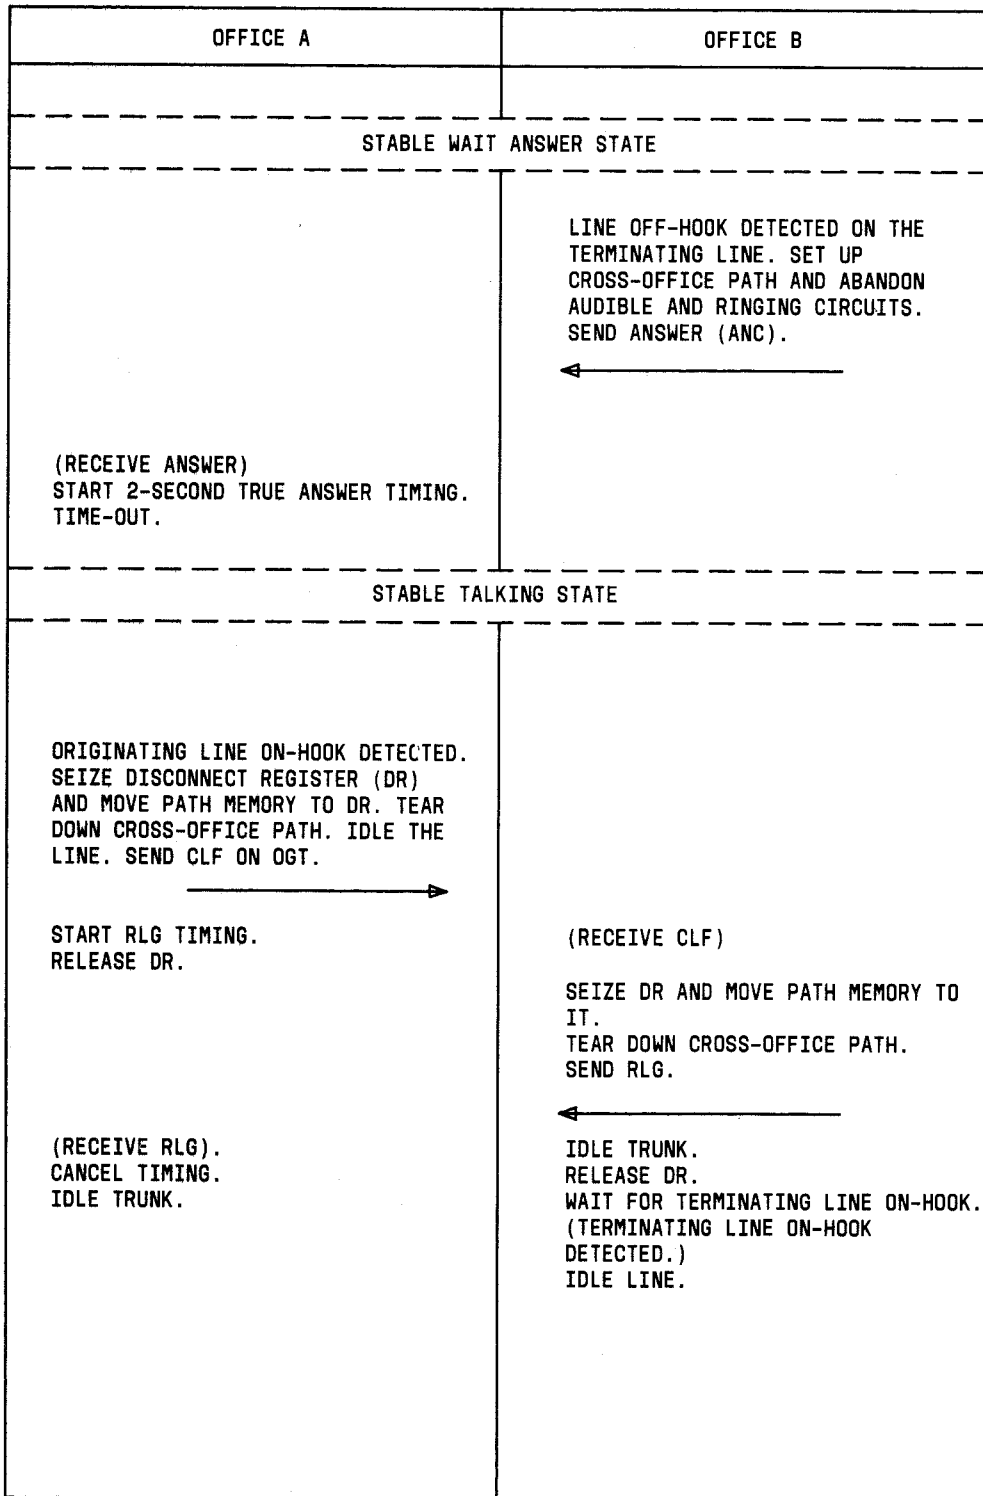 OFFICE A
OFFICE B
STABLE WAIT ANSWER STATE
LINE OFF-HOOK DETECTED ON THE
TERMINATING LINE. SET UP
CROSS-OFFICE PATH AND ABANDON
AUDIBLE AND RINGING CIRCUITS.
SEND ANSWER (ANC).
(RECEIVE ANSWER)
START 2-SECOND TRUE ANSWER TIMING.
TIME-OUT.
STABLE TALKING STATE
ORIGINATING LINE ON-HOOK DETECTED.
SEIZE DISCONNECT REGISTER (DR)
AND MOVE PATH MEMORY TO DR. TEAR
DOWN CROSS-OFFICE PATH. IDLE THE
LINE. SEND CLF ON OGT.
START RLG TIMING.
RELEASE DR.
(RECEIVE CLF)
SEIZE DR AND MOVE PATH MEMORY TO
IT.
TEAR DOWN CROSS-OFFICE PATH.
SEND RLG.
(RECEIVE RLG).
CANCEL TIMING.
IDLE TRUNK.
IDLE TRUNK.
RELEASE DR.
WAIT FOR TERMINATING LINE ON-HOOK.
(TERMINATING LINE ON-HOOK
DETECTED.)
IDLE LINE.